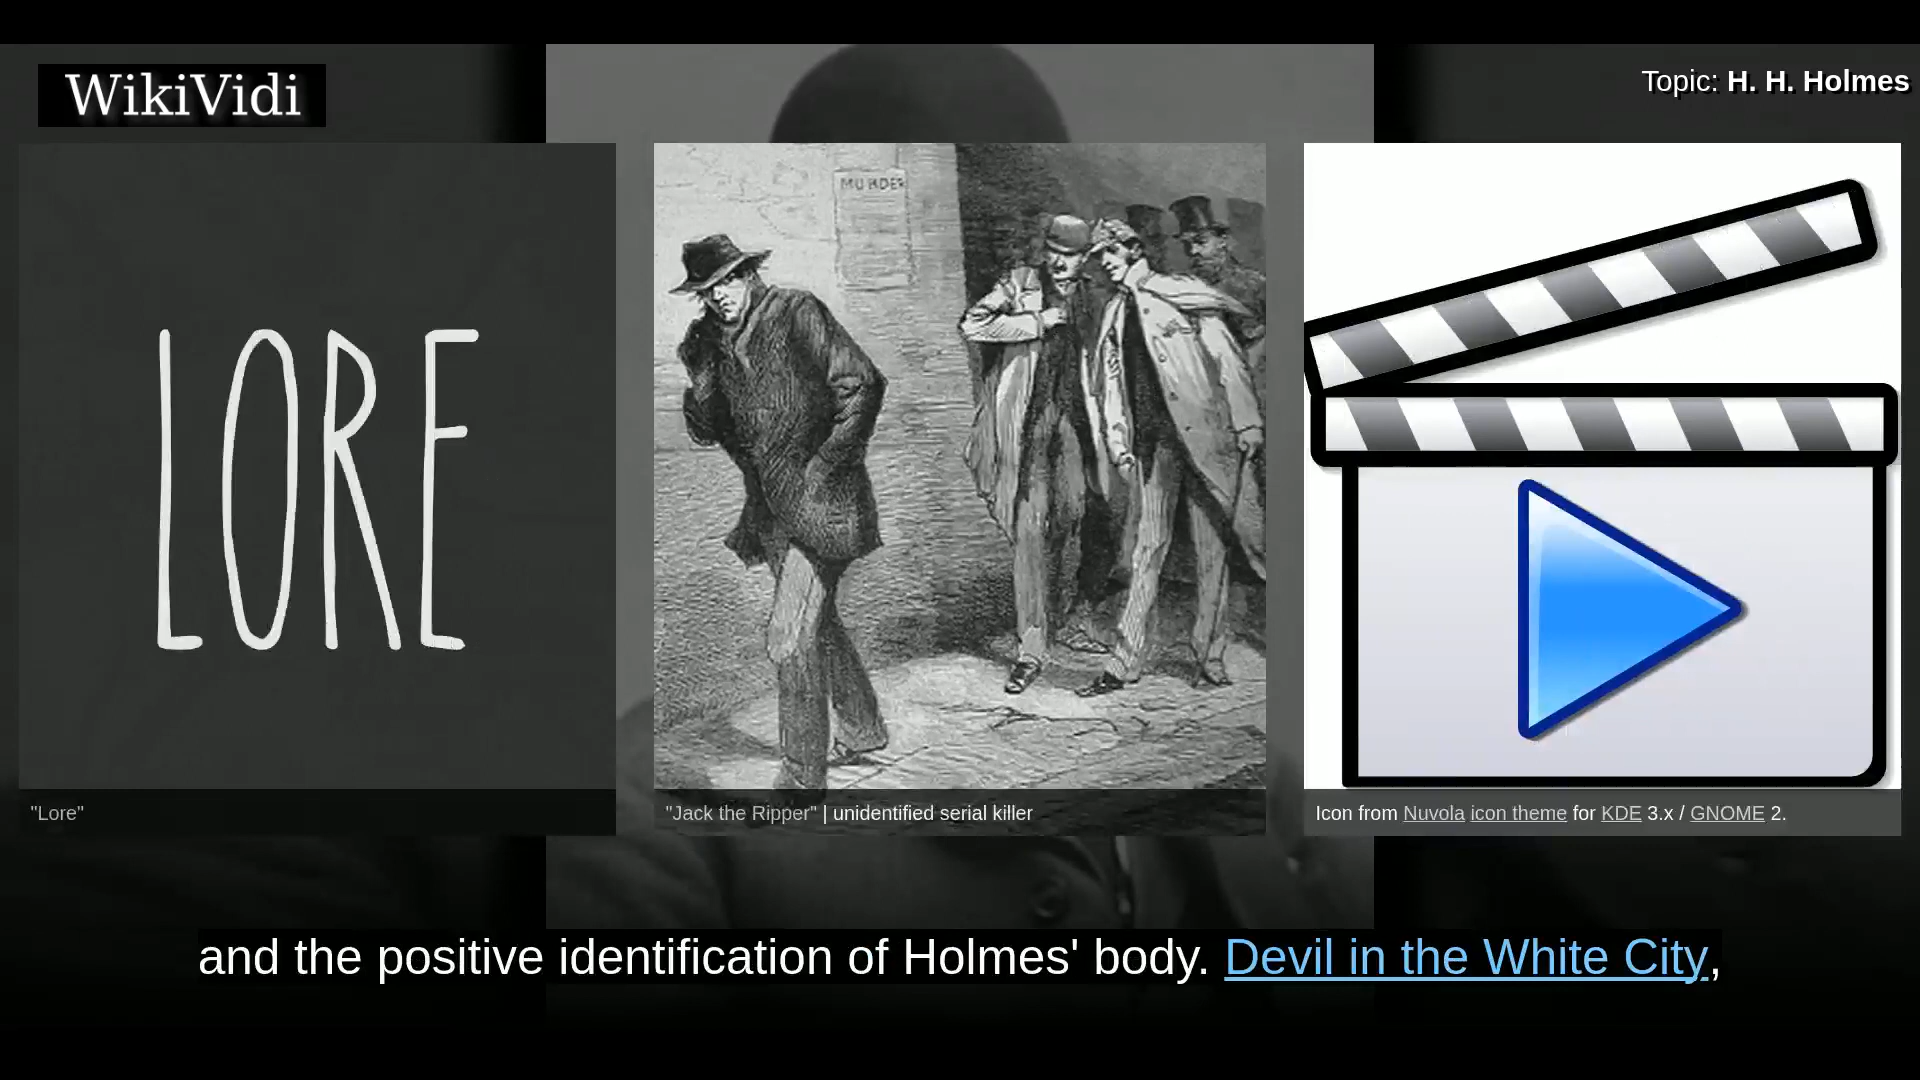 WikiVidi
Topic: H. H. Holmes
LORE
MURDER
"Lore"
"Jack the Ripper" | unidentified serial killer
Icon from Nuvola icon theme for KDE 3.x / GNOME 2.
and the positive identification of Holmes' body. Devil in the White City,